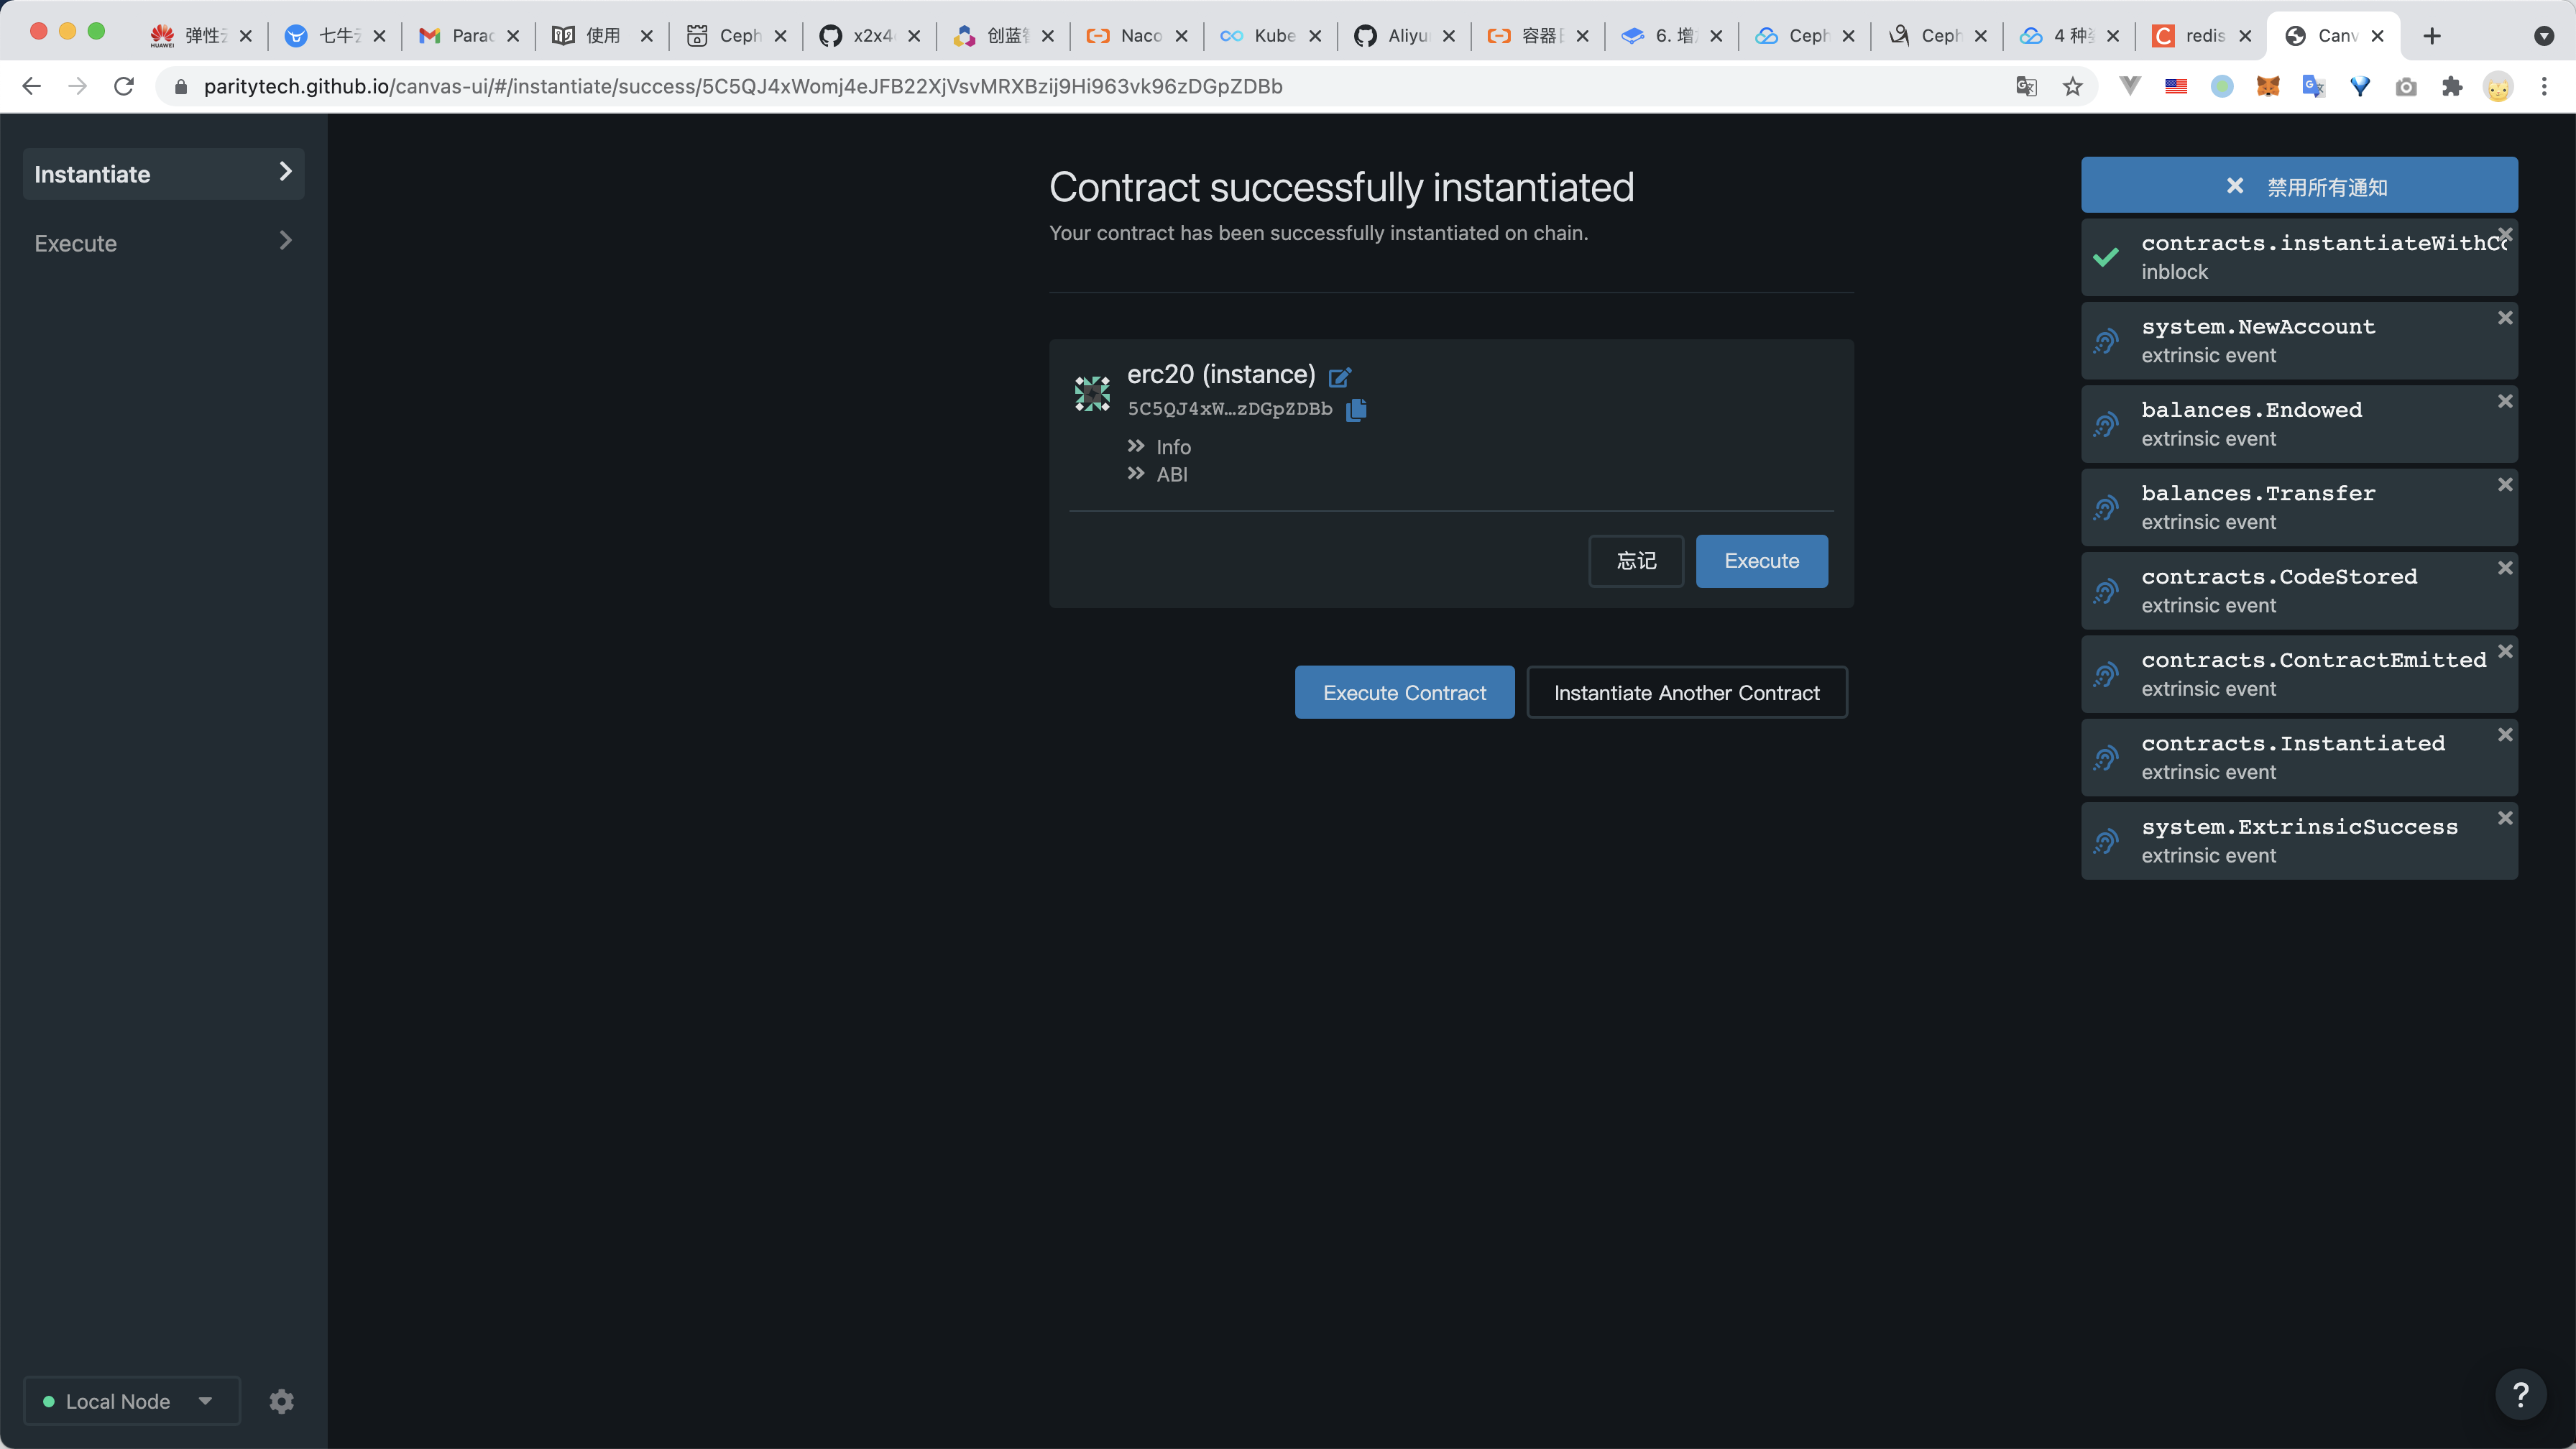 弹性
七牛
Parac
使用
Ceph
x2x4
创蓝
Naco
Kube
Aliyu
容器
6. 增
Ceph
Ceph
4 种
redis
Canv
paritytech.github.io/canvas-ui/#/instantiate/success/5C5QJ4xWomj4eJFB22XjVsvMRXBzij9Hi963vk96zDGpZDBb
Instantiate
Execute
Contract successfully instantiated
Your contract has been successfully instantiated on chain.
erc20 (instance)
5C5QJ4xW…zDGpZDBb
Info
ABI
忘记
Execute
Execute Contract
Instantiate Another Contract
禁用所有通知
contracts.instantiateWithCo
inblock
system.NewAccount
extrinsic event
balances.Endowed
extrinsic event
balances.Transfer
extrinsic event
contracts.CodeStored
extrinsic event
contracts.ContractEmitted
extrinsic event
contracts.Instantiated
extrinsic event
system.ExtrinsicSuccess
extrinsic event
Local Node
?